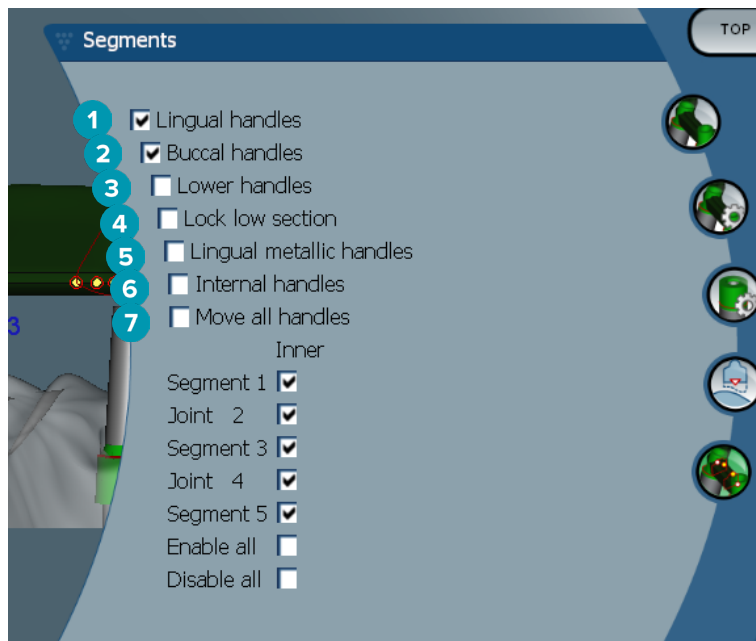 TOP
Segments
1 Lingual handles
2 Buccal handles
3 Lower handles
4 Lock low section
5 Lingual metallic handles
6 Internal handles
7 Move all handles
3
Inner
Segment 1
Joint 2
Segment 3
Joint 4
Segment 5
Enable all
Disable all